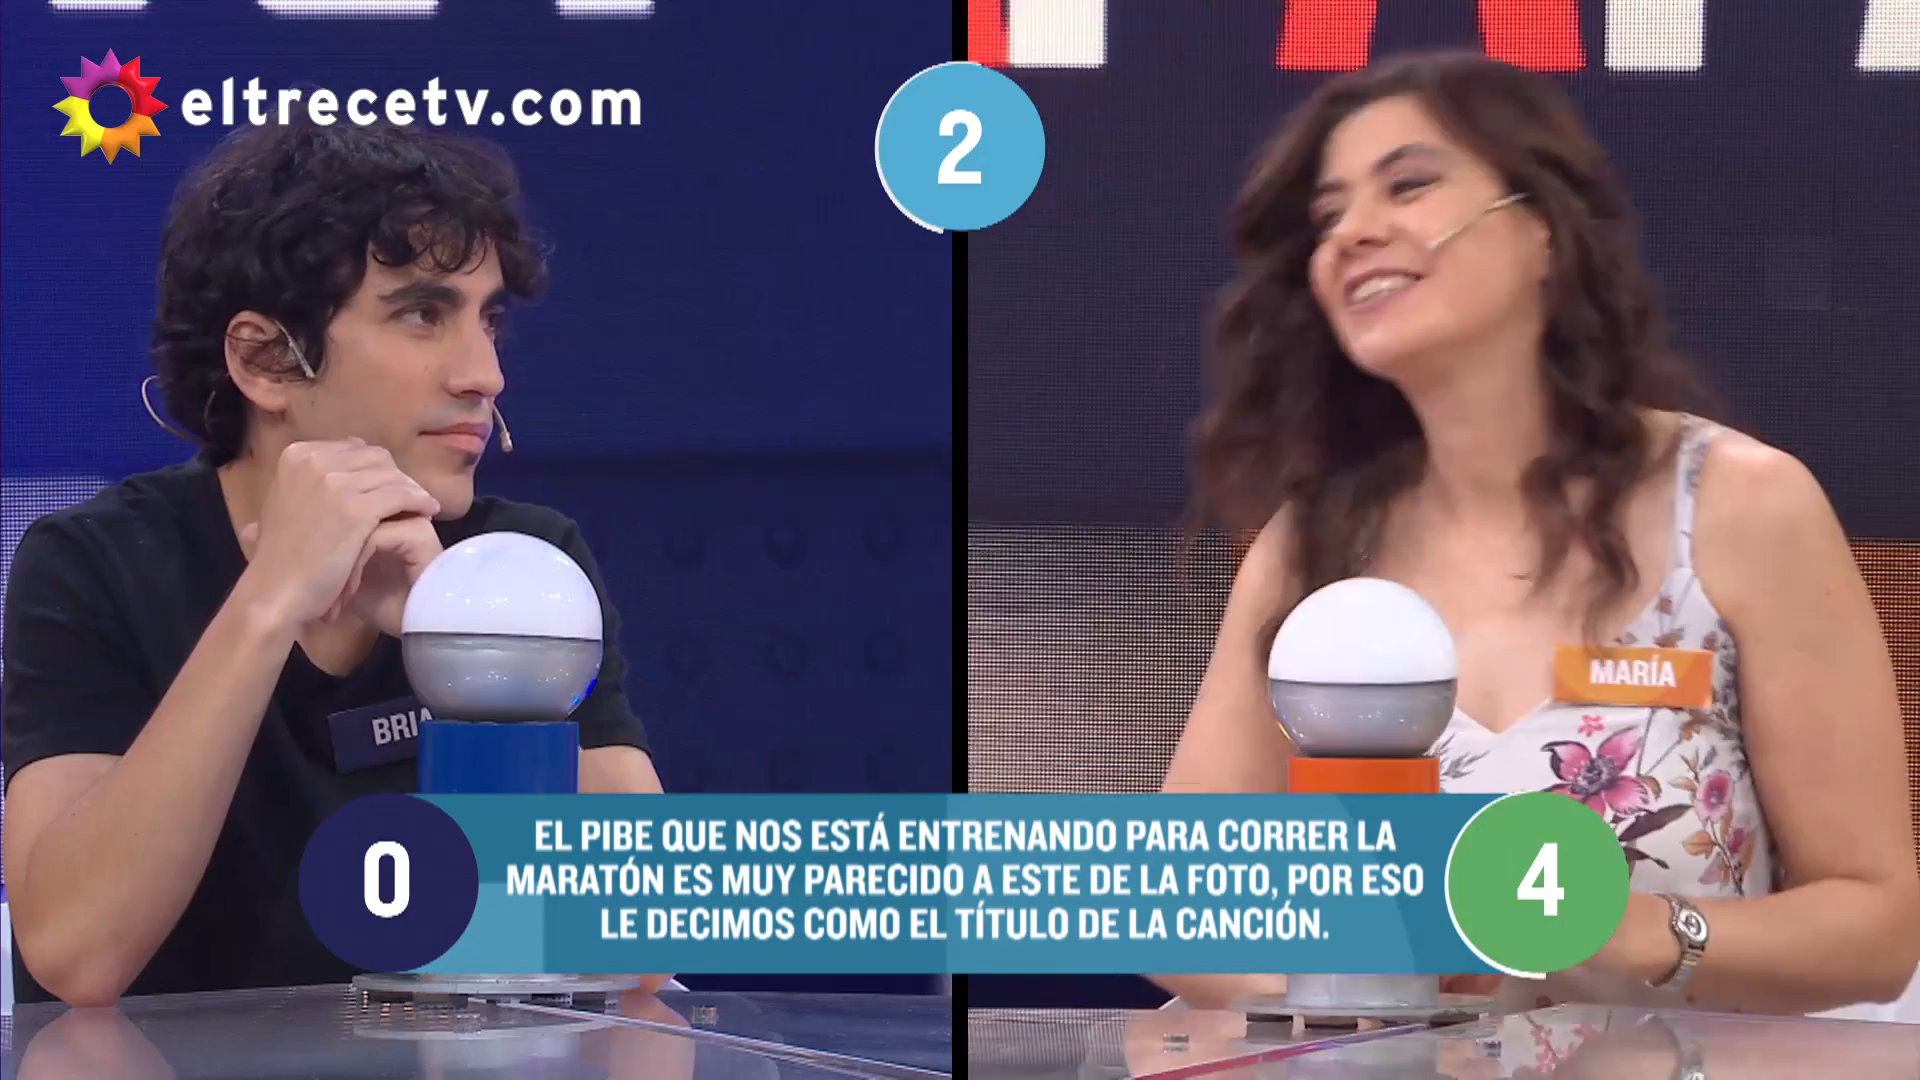 eltrecetv.com
2
BRIA
MARÍA
0
EL PIBE QUE NOS ESTÁ ENTRENANDO PARA CORRER LA
MARATÓN ES MUY PARECIDO A ESTE DE LA FOTO, POR ESO
LE DECIMOS COMO EL TÍTULO DE LA CANCIÓN.
4